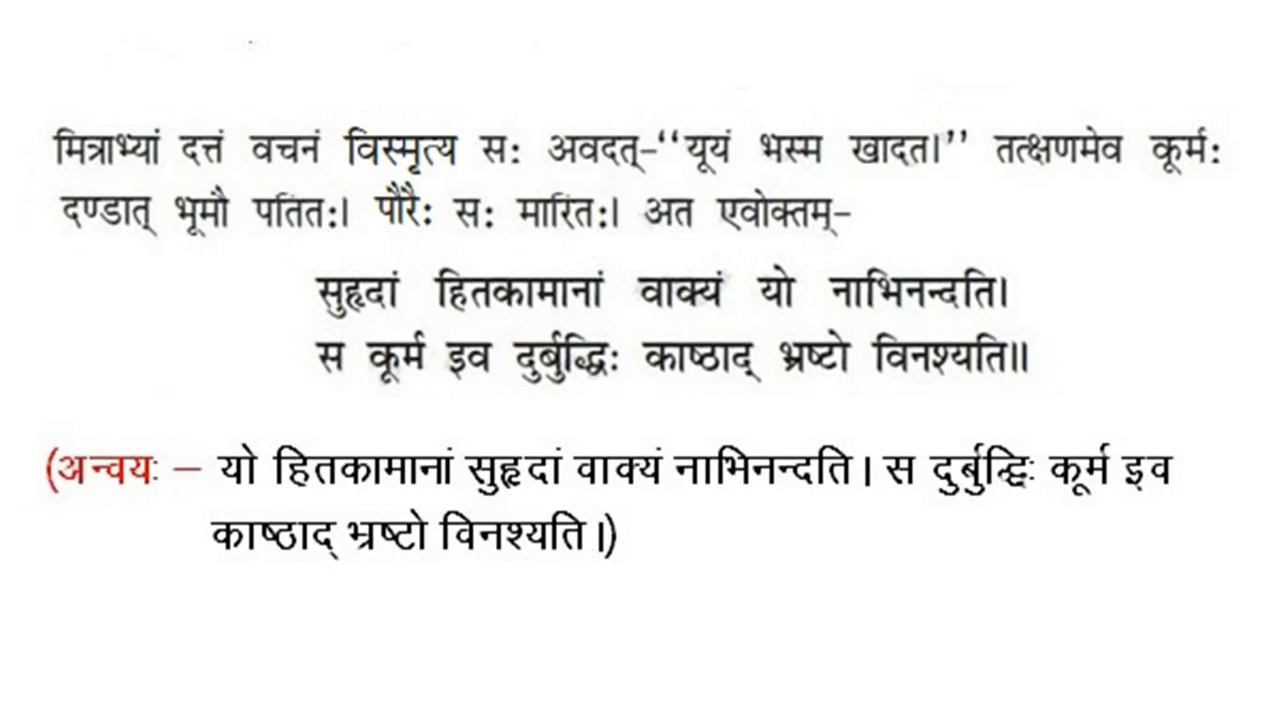 मित्राभ्यां दत्तं वचनं विस्मृत्य सः अवदत्-“यूयं भस्म खादत।” तत्क्षणमेव कूर्मः
दण्डात् भूमौ पतितः। पौरैः सः मारितः। अत एवोक्तम्-
सुहृदां हितकामानां वाक्यं यो नाभिनन्दति।
स कूर्म इव दुर्बुद्धिः काष्ठाद् भ्रष्टो विनश्यति॥
(अन्वयः – यो हितकामानां सुहृदां वाक्यं नाभिनन्दति। स दुर्बुद्धिः कूर्म इव
काष्ठाद् भ्रष्टो विनश्यति।)